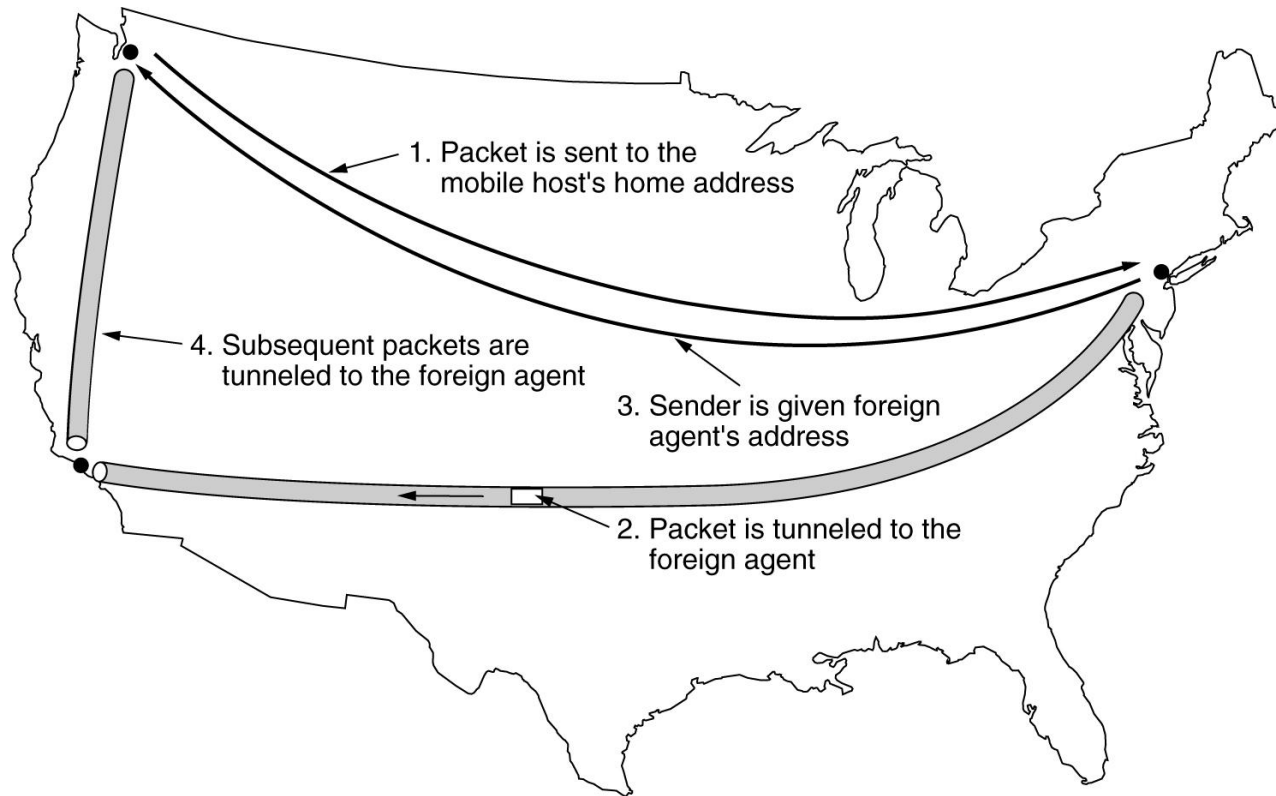 1. Packet is sent to the
mobile host's home address
4. Subsequent packets are
tunneled to the foreign agent
3. Sender is given foreign
agent's address
2. Packet is tunneled to the
foreign agent